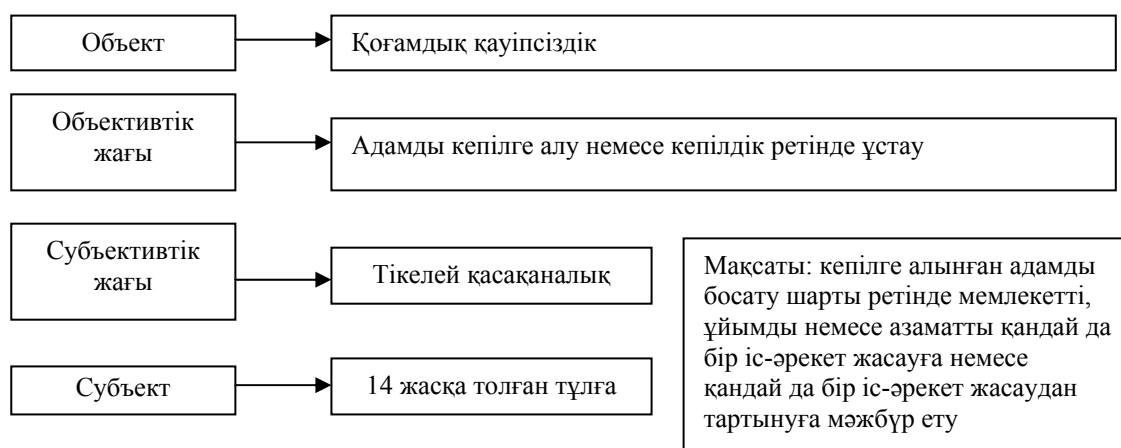 Объект
Қоғамдық қауіпсіздік
Объективтік
жағы
Адамды кепілге алу немесе кепілдік ретінде ұстау
Субъективтік
жағы
Тікелей қасақаналық
Субъект
14 жасқа толған тұлға
Мақсаты: кепілге алынған адамды
босату шарты ретінде мемлекетті,
ұйымды немесе азаматты қандай да
бір іс-әрекет жасауға немесе
қандай да бір іс-әрекет жасаудан
тартынуға мәжбүр ету